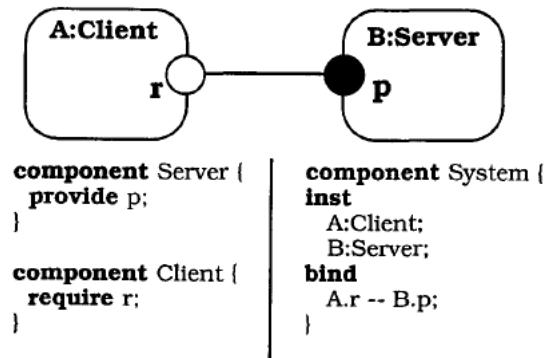 A:Client
B:Server
r
p
component Server {
provide p;
}
component Client {
require r;
}
component System {
inst
A:Client;
B:Server;
bind
A.r -- B.p;
}